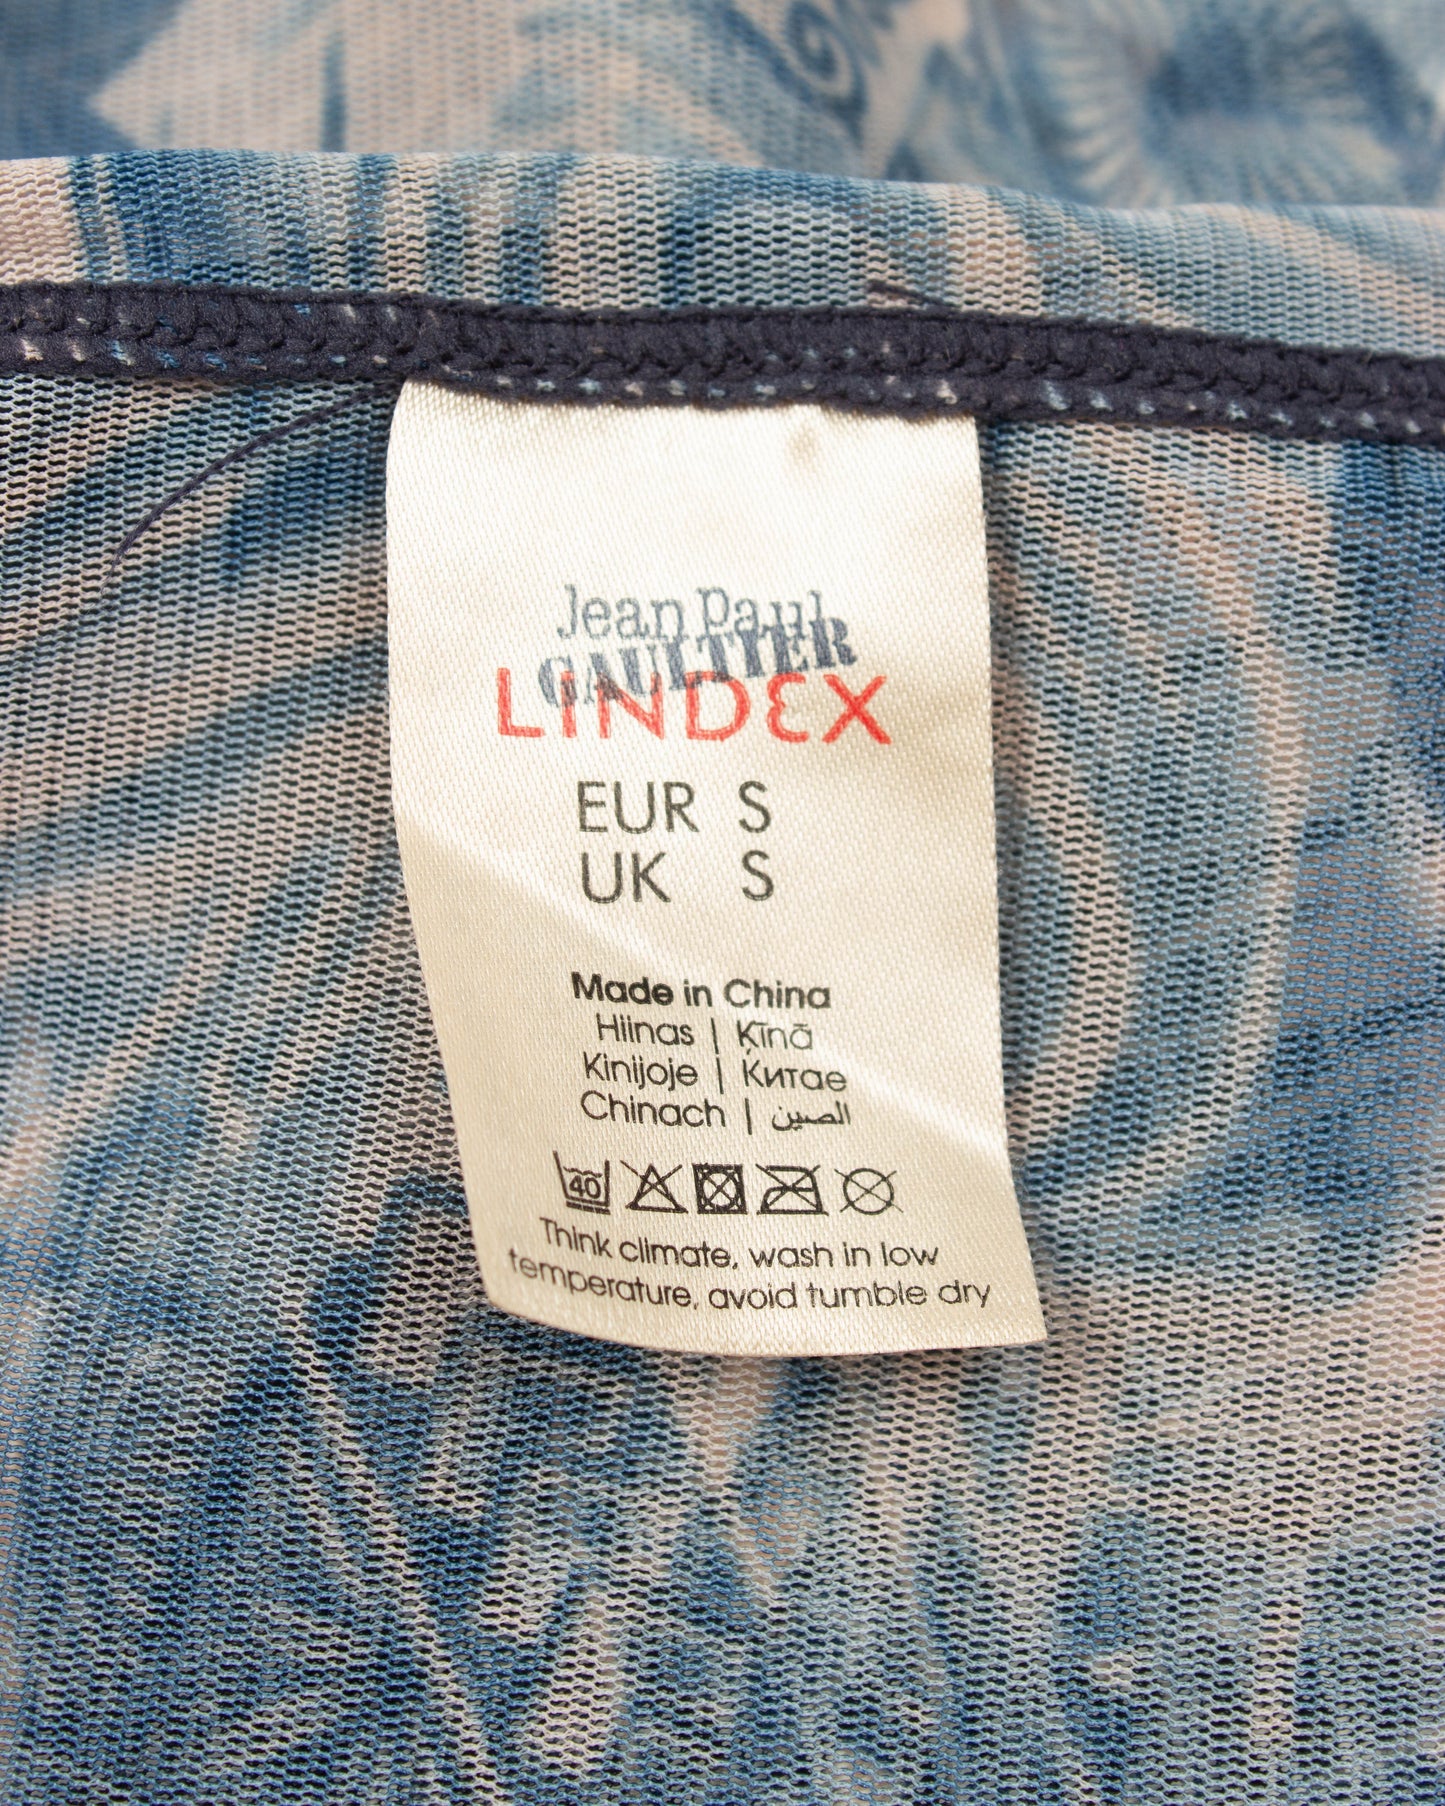 Jean Paul
GAULTIER
LINDEX
EUR S
UK S
Made in China
Hiinas | Ķīnā
Kinijoje | Китае
Chinach | الصين
40
Think climate, wash in low
temperature, avoid tumble dry